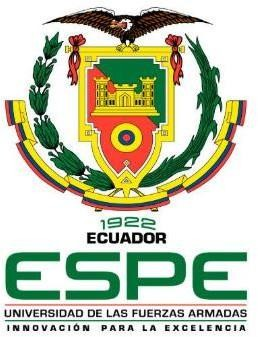 1922
ECUADOR
ESPE
UNIVERSIDAD DE LAS FUERZAS ARMADAS
INNOVACIÓN PARA LA EXCELENCIA